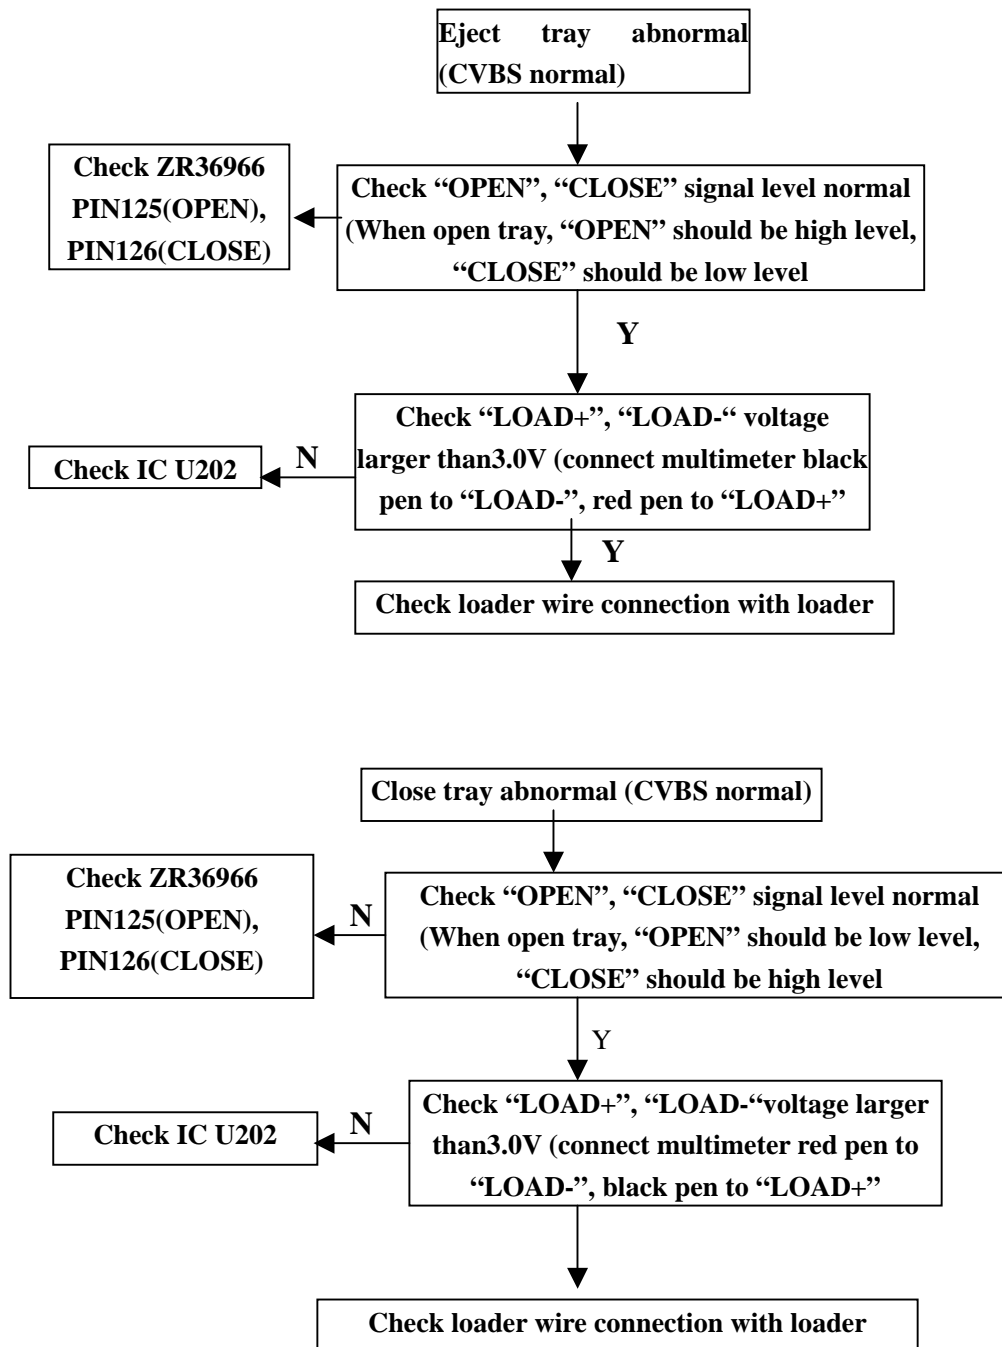 Eject tray abnormal
(CVBS normal)
Check ZR36966
PIN125(OPEN),
PIN126(CLOSE)
Check “OPEN”, “CLOSE” signal level normal
(When open tray, “OPEN” should be high level,
“CLOSE” should be low level
Y
Check “LOAD+”, “LOAD-“ voltage
larger than3.0V (connect multimeter black
pen to “LOAD-”, red pen to “LOAD+”
N
Check IC U202
Y
Check loader wire connection with loader
Close tray abnormal (CVBS normal)
Check ZR36966
PIN125(OPEN),
PIN126(CLOSE)
N
Check “OPEN”, “CLOSE” signal level normal
(When open tray, “OPEN” should be low level,
“CLOSE” should be high level
Y
Check “LOAD+”, “LOAD-“voltage larger
than3.0V (connect multimeter red pen to
“LOAD-”, black pen to “LOAD+”
N
Check IC U202
Check loader wire connection with loader